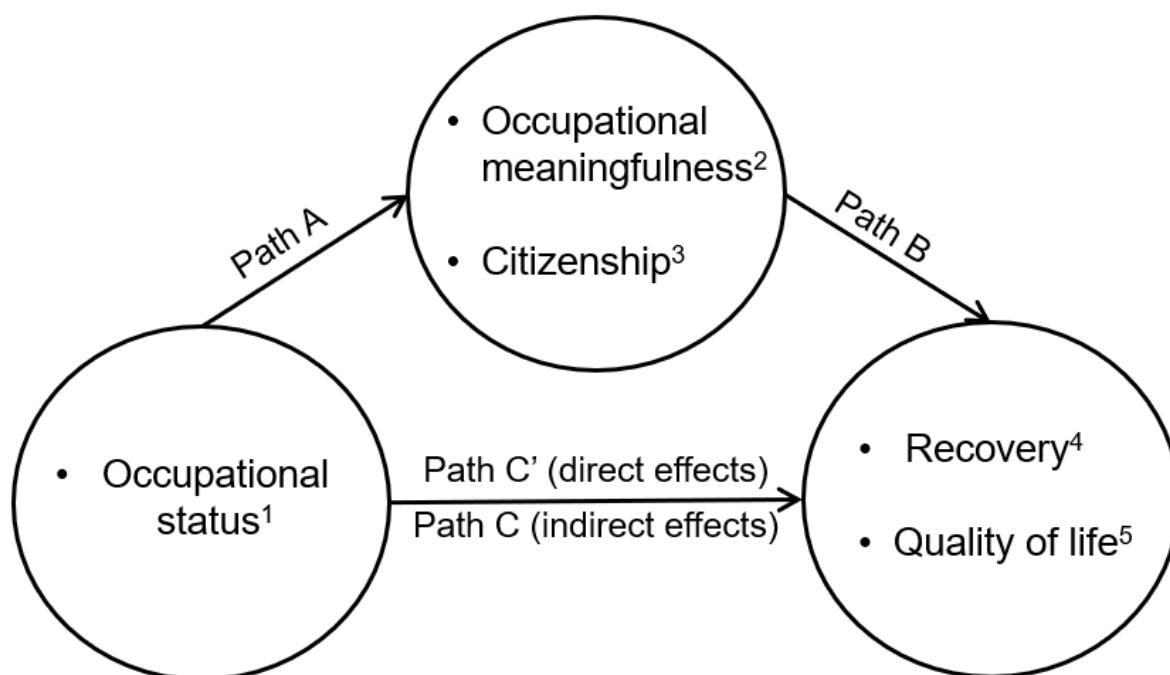 • Occupational
meaningfulness²
• Citizenship³
Path A
Path B
• Occupational
status¹
Path C’ (direct effects)
Path C (indirect effects)
• Recovery⁴
• Quality of life⁵